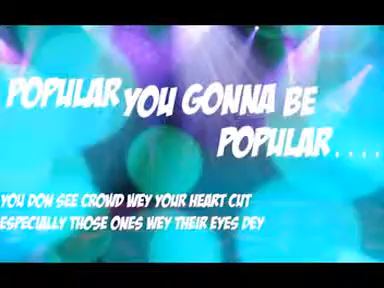 POPULAR YOU GONNA BE
POPULAR.....
YOU DON SEE CROWD WEY YOUR HEART CUT
ESPECIALLY THOSE ONES WEY THEIR EYES DEY